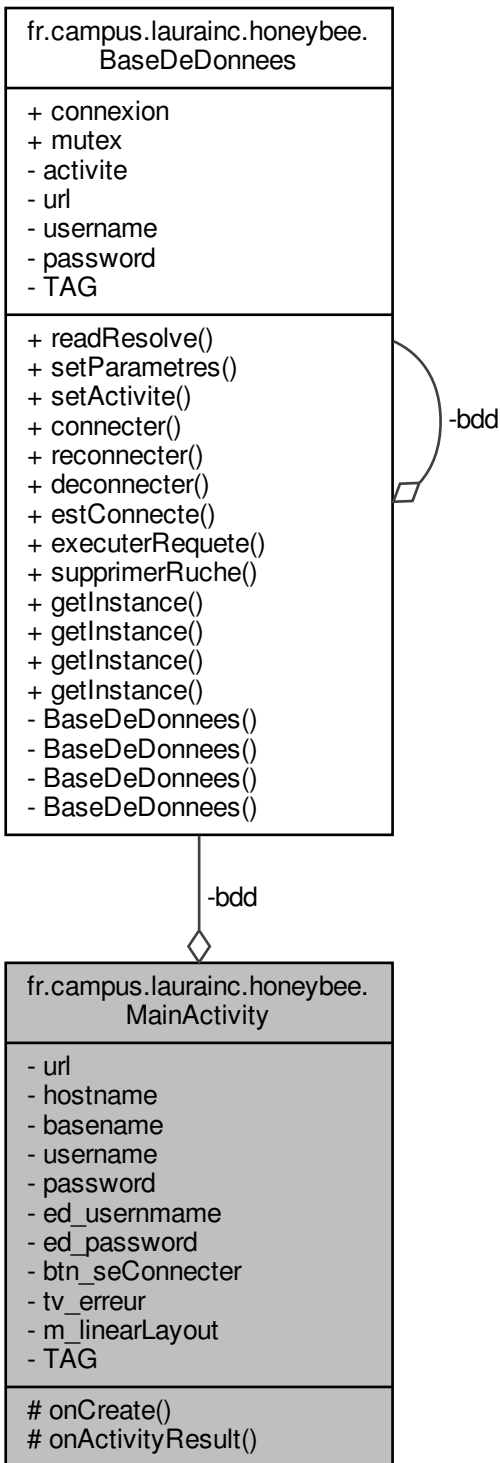 fr.campus.laurainc.honeybee.
BaseDeDonnees
+ connexion
+ mutex
- activite
- url
- username
- password
- TAG
+ readResolve()
+ setParametres()
+ setActivite()
+ connecter()
+ reconnecter()
+ deconnecter()
+ estConnecte()
+ executerRequete()
+ supprimerRuche()
+ getInstance()
+ getInstance()
+ getInstance()
+ getInstance()
- BaseDeDonnees()
- BaseDeDonnees()
- BaseDeDonnees()
- BaseDeDonnees()
-bdd
-bdd
fr.campus.laurainc.honeybee.
MainActivity
- url
- hostname
- basename
- username
- password
- ed_usernmame
- ed_password
- btn_seConnecter
- tv_erreur
- m_linearLayout
- TAG
# onCreate()
# onActivityResult()